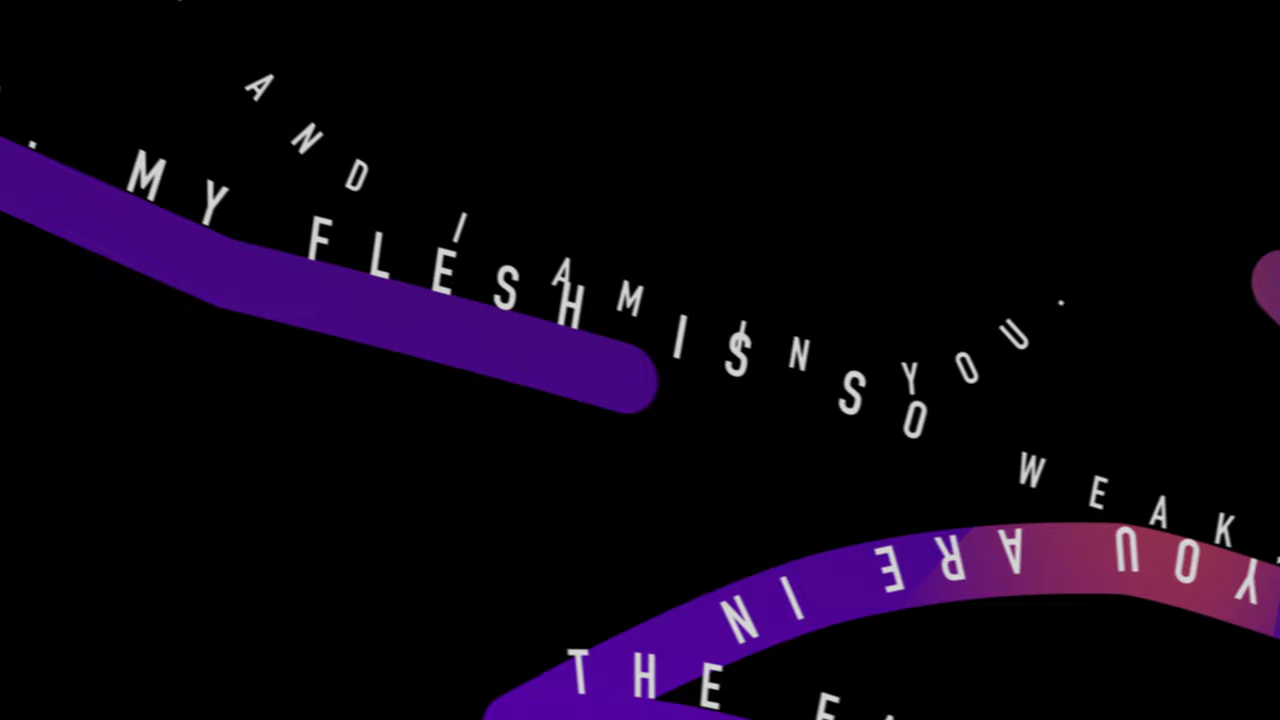 AND I AM IN YOU.
MY FLESH IS SO WEAK.
YOU ARE IN
THE